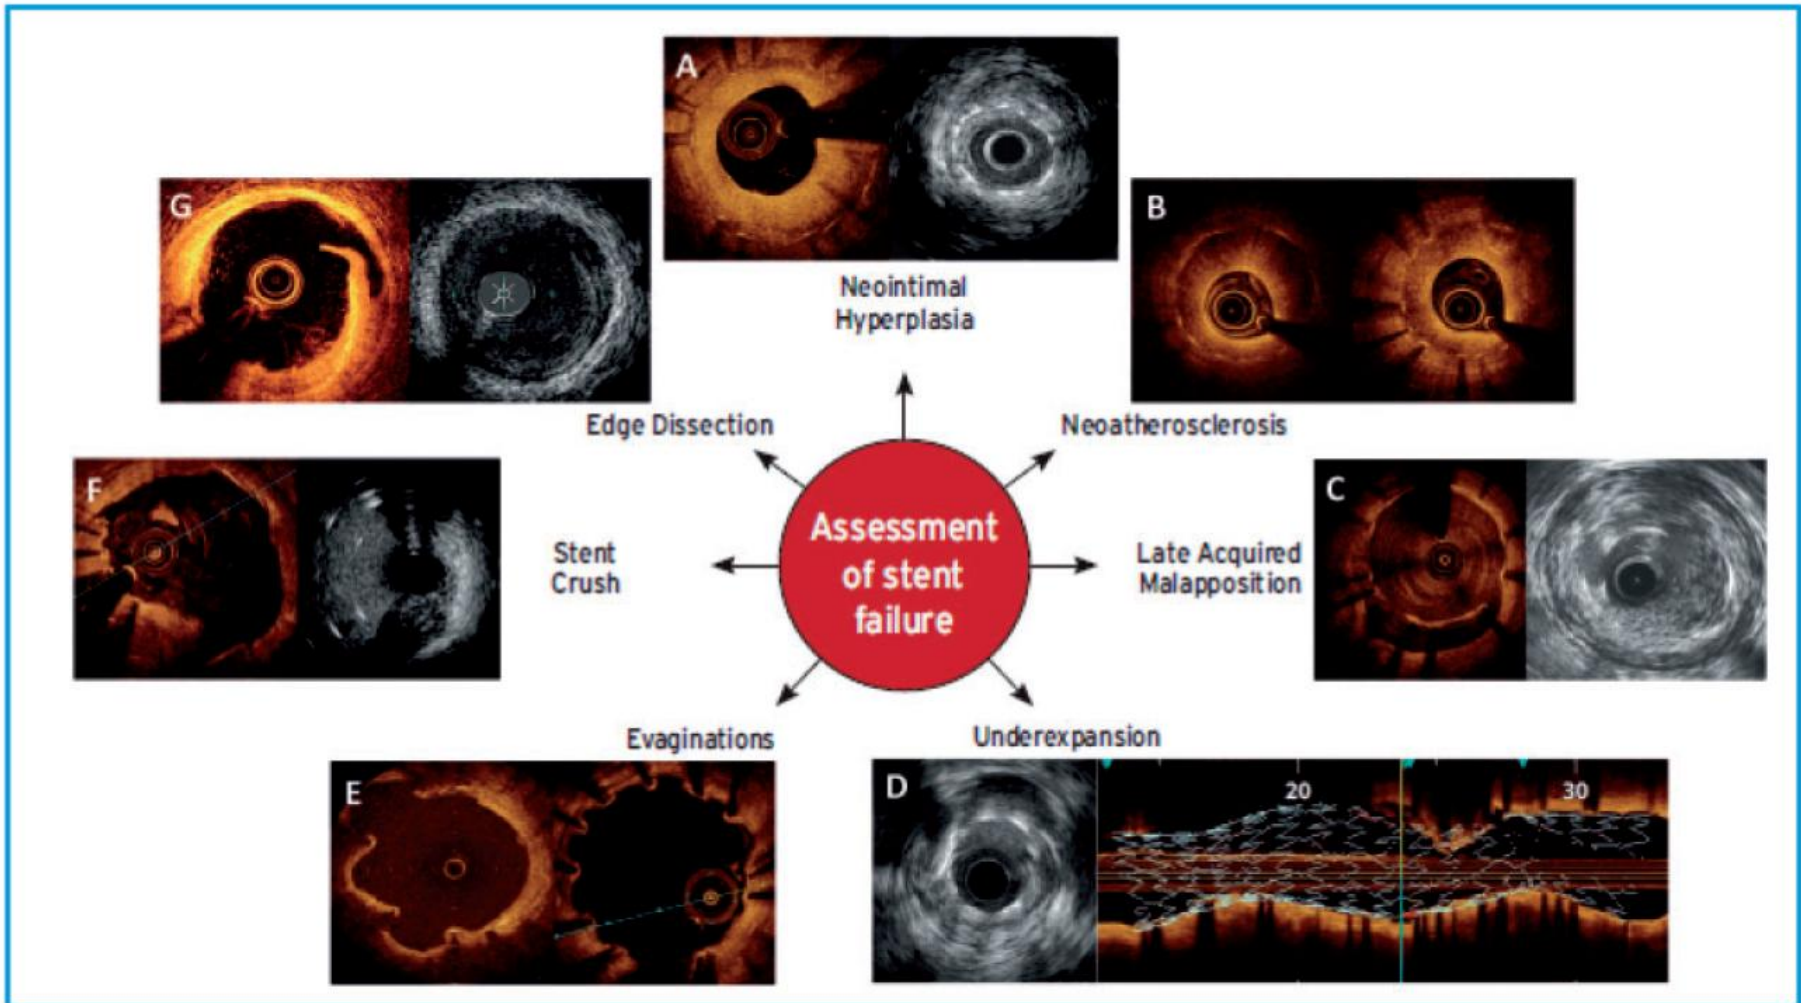 A
Neointimal
Hyperplasia
B
Neoatherosclerosis
C
Late Acquired
Malapposition
D
20
30
Underexpansion
E
Evaginations
F
Stent
Crush
G
Edge Dissection
Assessment
of stent
failure